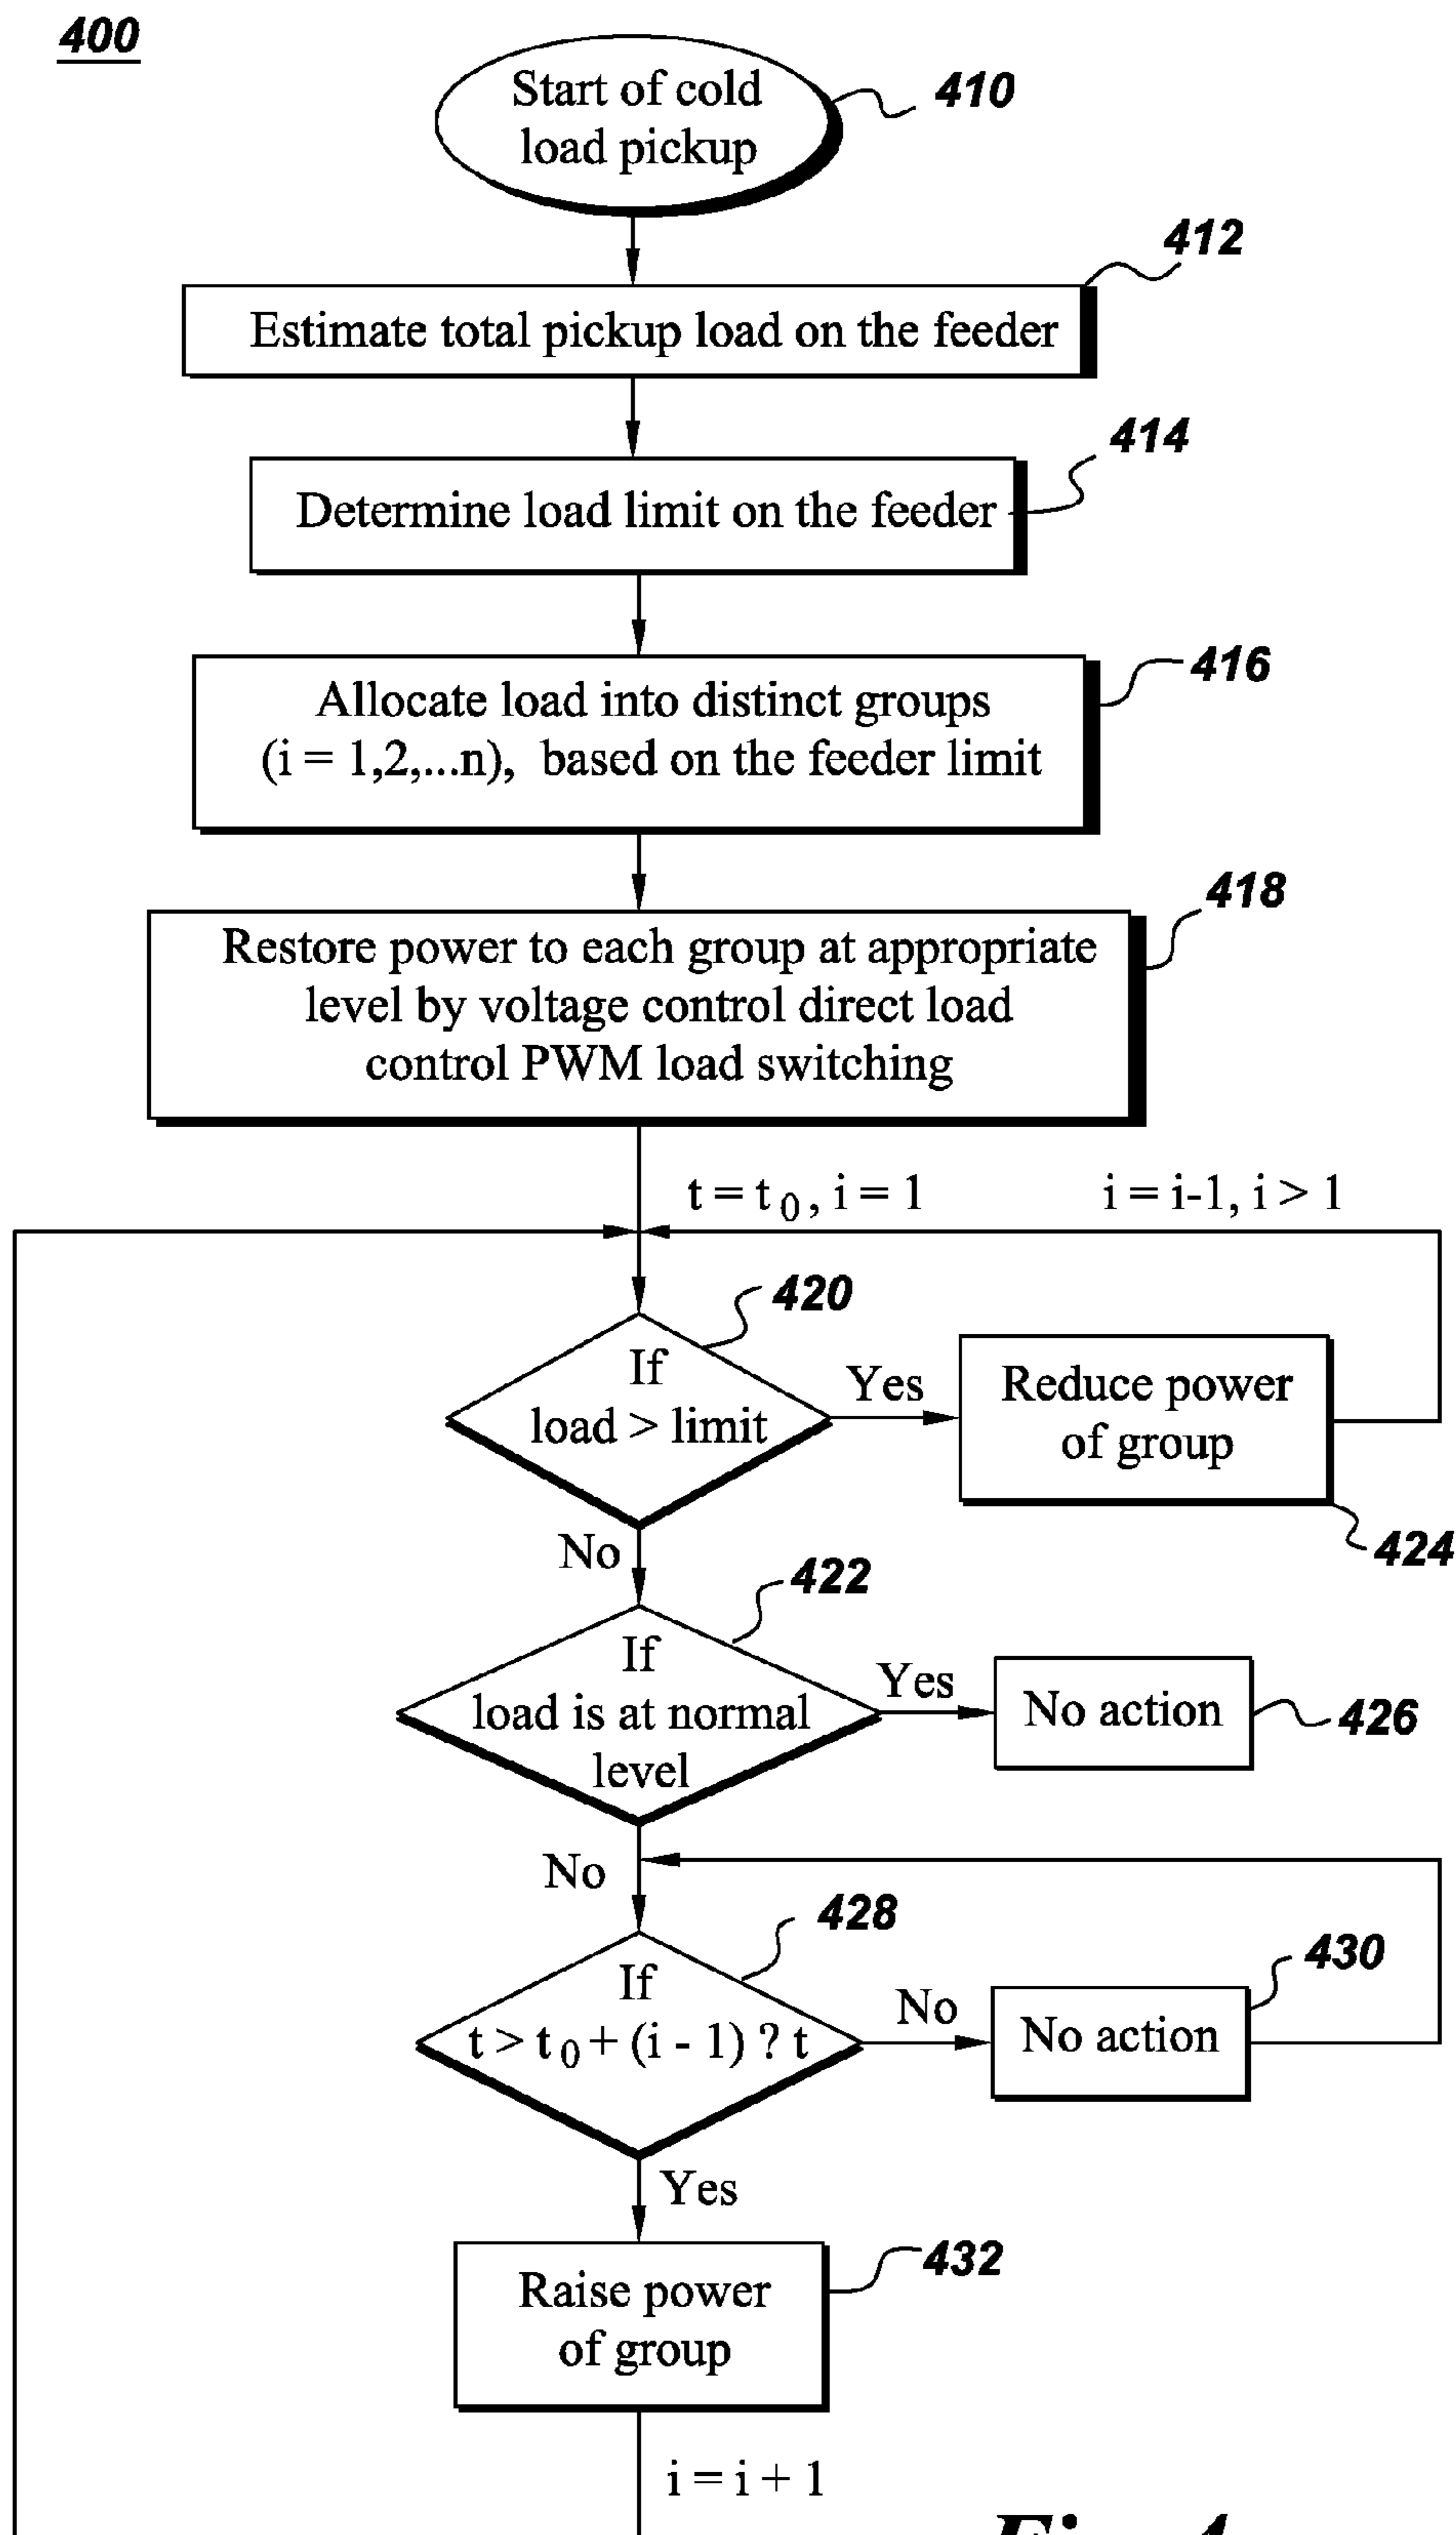 400
Start of cold
load pickup
410
412
Estimate total pickup load on the feeder
414
Determine load limit on the feeder
416
Allocate load into distinct groups
(i = 1,2,...n), based on the feeder limit
418
Restore power to each group at appropriate
level by voltage control direct load
control PWM load switching
t = t 0 , i = 1
i = i-1, i > 1
420
If
load > limit
Yes
Reduce power
of group
424
No
422
If
load is at normal
level
Yes
No action
426
No
428
If
t > t 0 + (i - 1) ? t
No
430
No action
Yes
432
Raise power
of group
i = i + 1